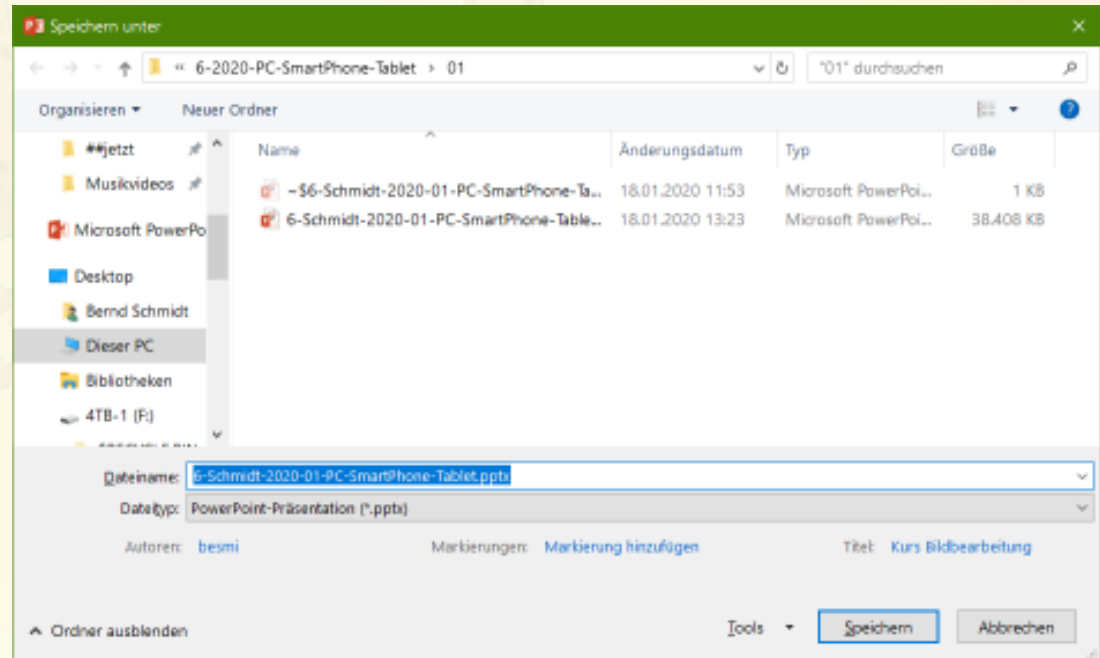 Speichern unter
« 6-2020-PC-SmartPhone-Tablet › 01
"01" durchsuchen
Organisieren
Neuer Ordner
##jetzt
Musikvideos
Microsoft PowerPo
Desktop
Bernd Schmidt
Dieser PC
Bibliotheken
4TB-1 (F:)
Name Änderungsdatum Typ Größe
~$6-Schmidt-2020-01-PC-SmartPhone-Ta... 18.01.2020 11:53 Microsoft PowerPoi... 1 KB
6-Schmidt-2020-01-PC-SmartPhone-Table... 18.01.2020 13:23 Microsoft PowerPoi... 38.408 KB
Dateiname: 6-Schmidt-2020-01-PC-SmartPhone-Tablet.pptx
Dateityp: PowerPoint-Präsentation (*.pptx)
Autoren: besmi Markierungen: Markierung hinzufügen Titel: Kurs Bildbearbeitung
Ordner ausblenden
Tools Speichern Abbrechen